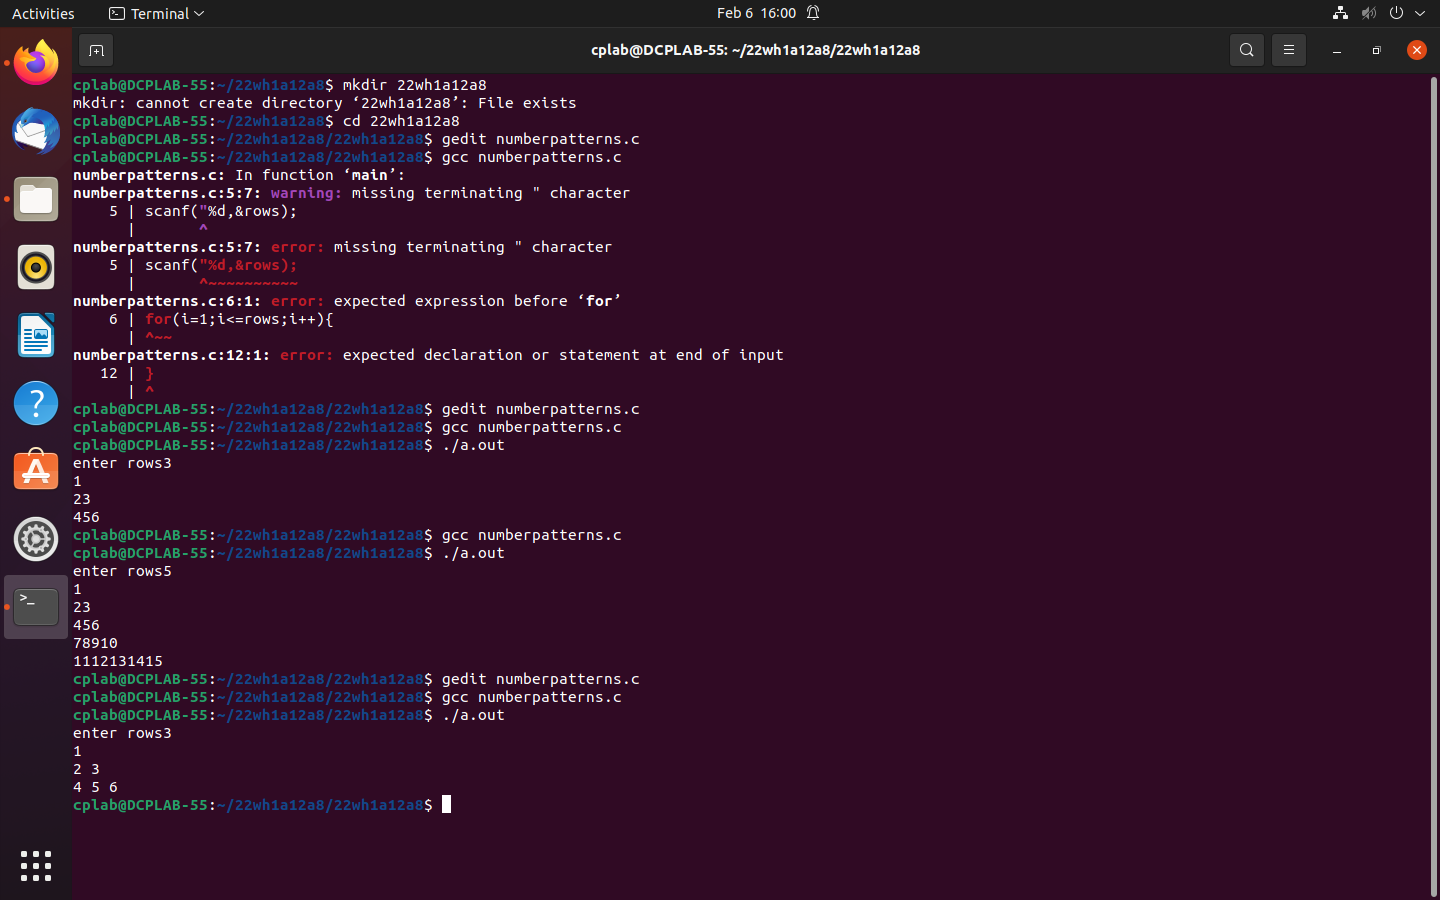 Activities
Terminal
Feb 6 16:00
cplab@DCPLAB-55: ~/22wh1a12a8/22wh1a12a8
cplab@DCPLAB-55:~/22wh1a12a8$ mkdir 22wh1a12a8
mkdir: cannot create directory ‘22wh1a12a8’: File exists
cplab@DCPLAB-55:~/22wh1a12a8$ cd 22wh1a12a8
cplab@DCPLAB-55:~/22wh1a12a8/22wh1a12a8$ gedit numberpatterns.c
cplab@DCPLAB-55:~/22wh1a12a8/22wh1a12a8$ gcc numberpatterns.c
numberpatterns.c: In function ‘main’:
numberpatterns.c:5:7: warning: missing terminating " character
    5 | scanf("%d,&rows);
      |       ^
numberpatterns.c:5:7: error: missing terminating " character
    5 | scanf("%d,&rows);
      |       ^~~~~~~~~~~
numberpatterns.c:6:1: error: expected expression before ‘for’
    6 | for(i=1;i<=rows;i++){
      | ^~~
numberpatterns.c:12:1: error: expected declaration or statement at end of input
   12 | }
      | ^
cplab@DCPLAB-55:~/22wh1a12a8/22wh1a12a8$ gedit numberpatterns.c
cplab@DCPLAB-55:~/22wh1a12a8/22wh1a12a8$ gcc numberpatterns.c
cplab@DCPLAB-55:~/22wh1a12a8/22wh1a12a8$ ./a.out
enter rows3
1
23
456
cplab@DCPLAB-55:~/22wh1a12a8/22wh1a12a8$ gcc numberpatterns.c
cplab@DCPLAB-55:~/22wh1a12a8/22wh1a12a8$ ./a.out
enter rows5
1
23
456
78910
1112131415
cplab@DCPLAB-55:~/22wh1a12a8/22wh1a12a8$ gedit numberpatterns.c
cplab@DCPLAB-55:~/22wh1a12a8/22wh1a12a8$ gcc numberpatterns.c
cplab@DCPLAB-55:~/22wh1a12a8/22wh1a12a8$ ./a.out
enter rows3
1
2 3
4 5 6
cplab@DCPLAB-55:~/22wh1a12a8/22wh1a12a8$